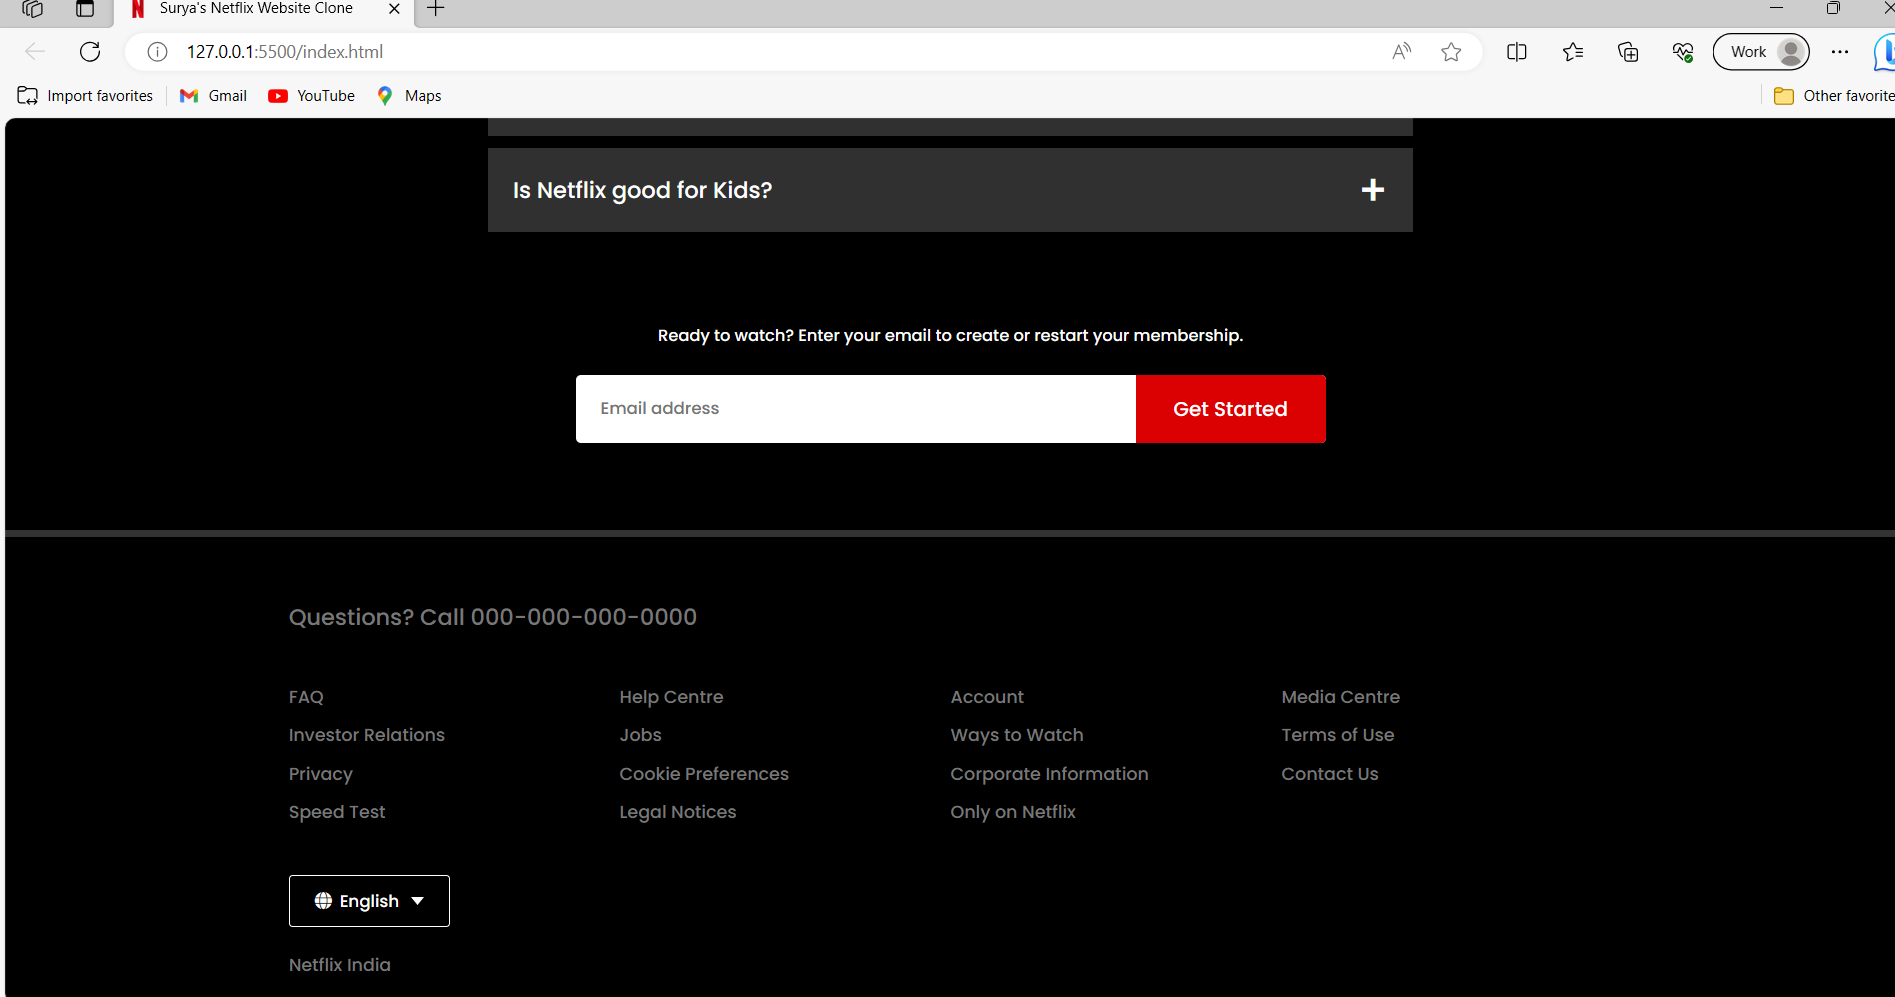 Surya's Netflix Website Clone
127.0.0.1:5500/index.html
Work
Import favorites Gmail YouTube Maps Other favorite
Is Netflix good for Kids? +
Ready to watch? Enter your email to create or restart your membership.
Email address Get Started
Questions? Call 000-000-000-0000
FAQ Help Centre Account Media Centre
Investor Relations Jobs Ways to Watch Terms of Use
Privacy Cookie Preferences Corporate Information Contact Us
Speed Test Legal Notices Only on Netflix
English
Netflix India